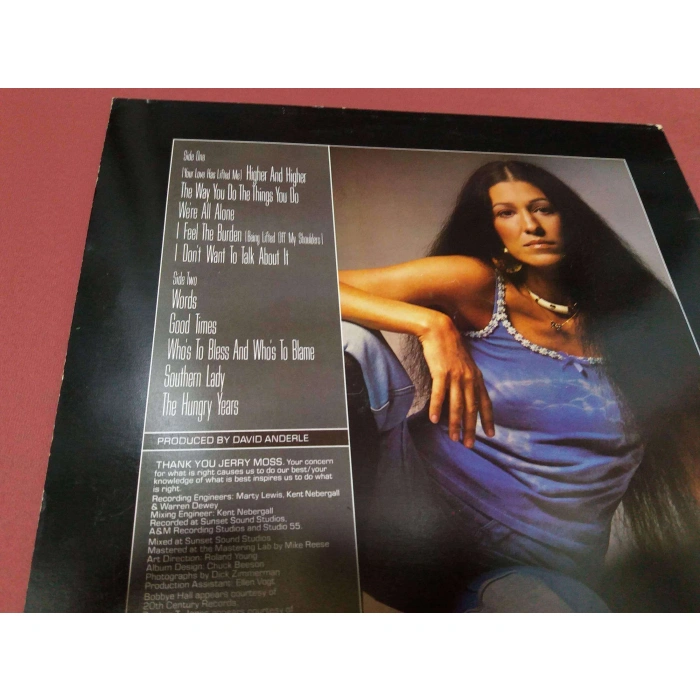 Side One
(Your Love Has Lifted Me) Higher And Higher
The Way You Do The Things You Do
We're All Alone
I Feel The Burden (Being Lifted Off My Shoulders)
I Don't Want To Talk About It
Side Two
Words
Good Times
Who's To Bless And Who's To Blame
Southern Lady
The Hungry Years
PRODUCED BY DAVID ANDERLE
THANK YOU JERRY MOSS. Your concern
for what is right causes us to do our best/your
knowledge of what is best inspires us to do what
is right.
Recording Engineers: Marty Lewis, Kent Nebergall
& Warren Dewey
Mixing Engineer: Kent Nebergall
Recorded at Sunset Sound Studios,
A&M Recording Studios and Studio 55.
Mixed at Sunset Sound Studios
Mastered at the Mastering Lab by Mike Reese
Art Direction: Roland Young
Album Design: Chuck Beeson
Photographs by Dick Zimmerman
Production Assistant: Ellen Vogt
Bobbye Hall appears courtesy of
20th Century Records.
appears courtesy of